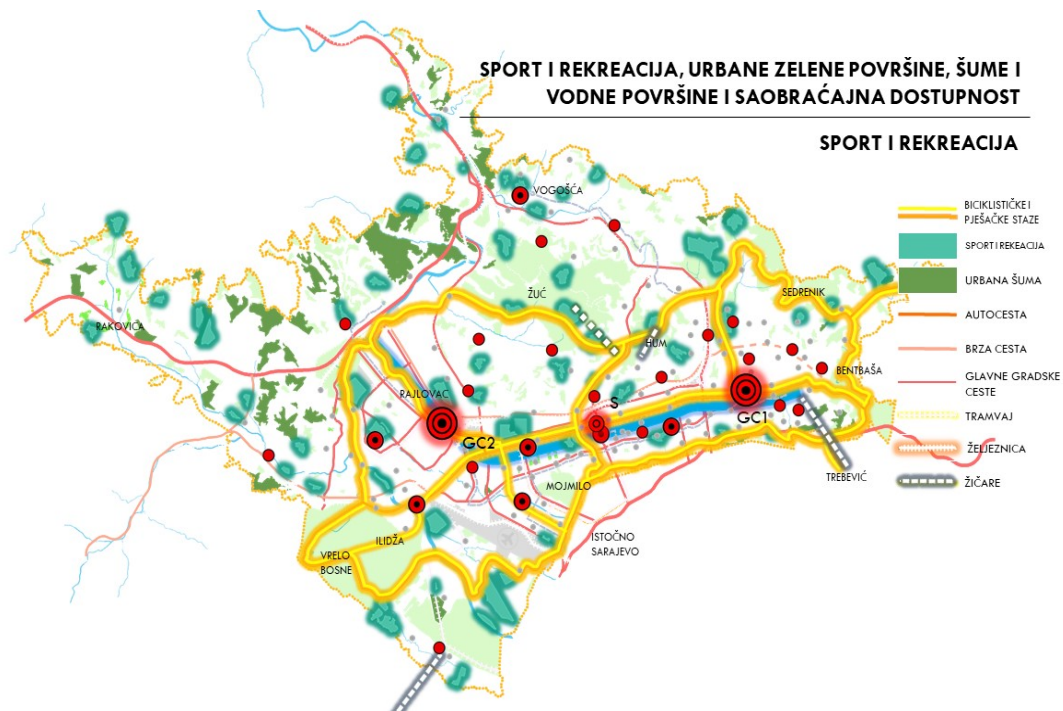 SPORT I REKREACIJA, URBANE ZELENE POVRŠINE, ŠUME I
VODNE POVRŠINE I SAOBRAĆAJNA DOSTUPNOST
SPORT I REKREACIJA
BICIKLISTIČKE I
PJEŠAČKE STAZE
SPORT I REKEACIJA
URBANA ŠUMA
AUTOCESTA
BRZA CESTA
GLAVNE GRADSKE
CESTE
TRAMVAJ
ŽELJEZNICA
ŽIČARE
VOGOŠĆA
SEDRENIK
ŽUĆ
RAKOVICA
HUM
BENTBAŠA
RAJLOVAC
S
GC1
GC2
TREBEVIĆ
MOJMILO
ISTOČNO
SARAJEVO
ILIDŽA
VRELO
BOSNE